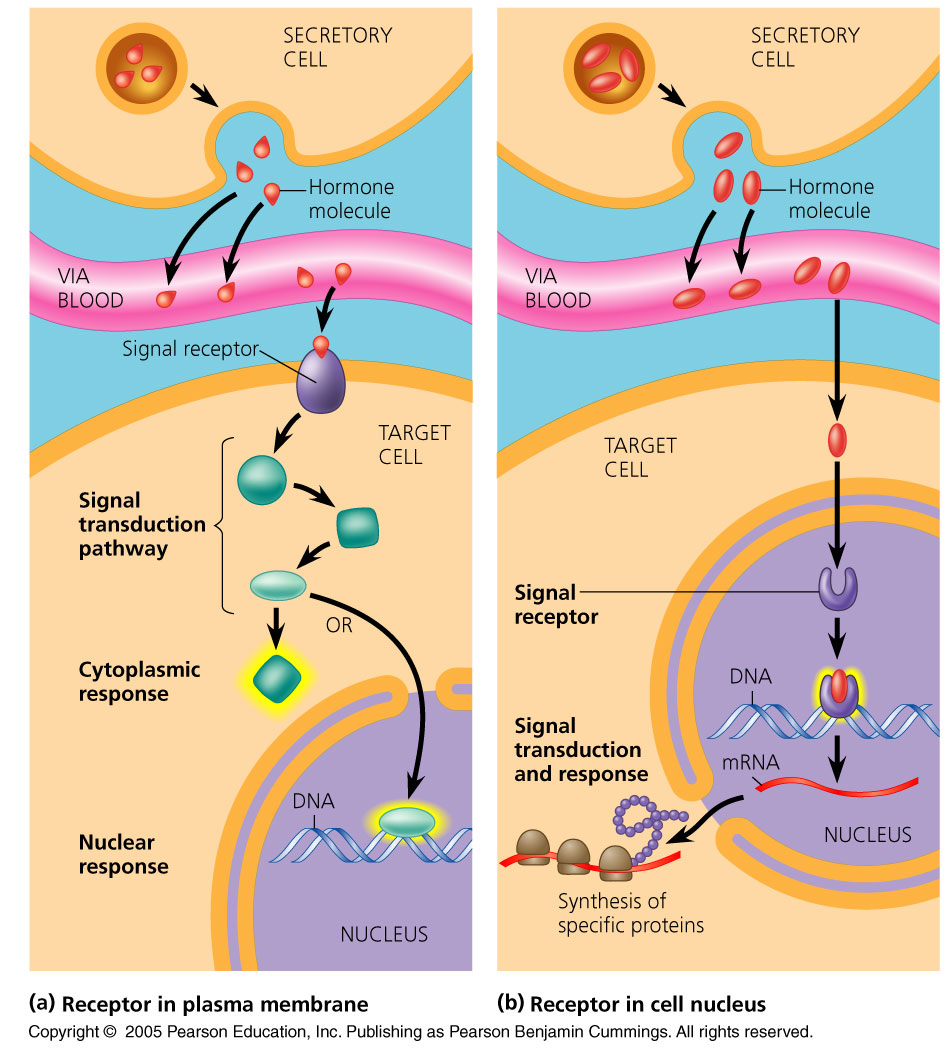 SECRETORY
CELL
Hormone
molecule
VIA
BLOOD
Signal receptor
TARGET
CELL
Signal
transduction
pathway
OR
Cytoplasmic
response
DNA
Nuclear
response
NUCLEUS
(a) Receptor in plasma membrane
SECRETORY
CELL
Hormone
molecule
VIA
BLOOD
TARGET
CELL
Signal
receptor
DNA
Signal
transduction
and response
mRNA
NUCLEUS
Synthesis of
specific proteins
(b) Receptor in cell nucleus
Copyright © 2005 Pearson Education, Inc. Publishing as Pearson Benjamin Cummings. All rights reserved.